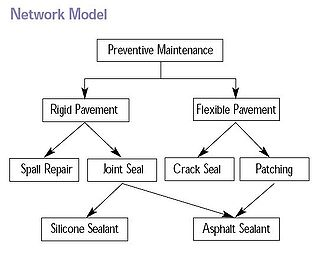 Network Model
Preventive Maintenance
Rigid Pavement
Flexible Pavement
Spall Repair
Joint Seal
Crack Seal
Patching
Silicone Sealant
Asphalt Sealant